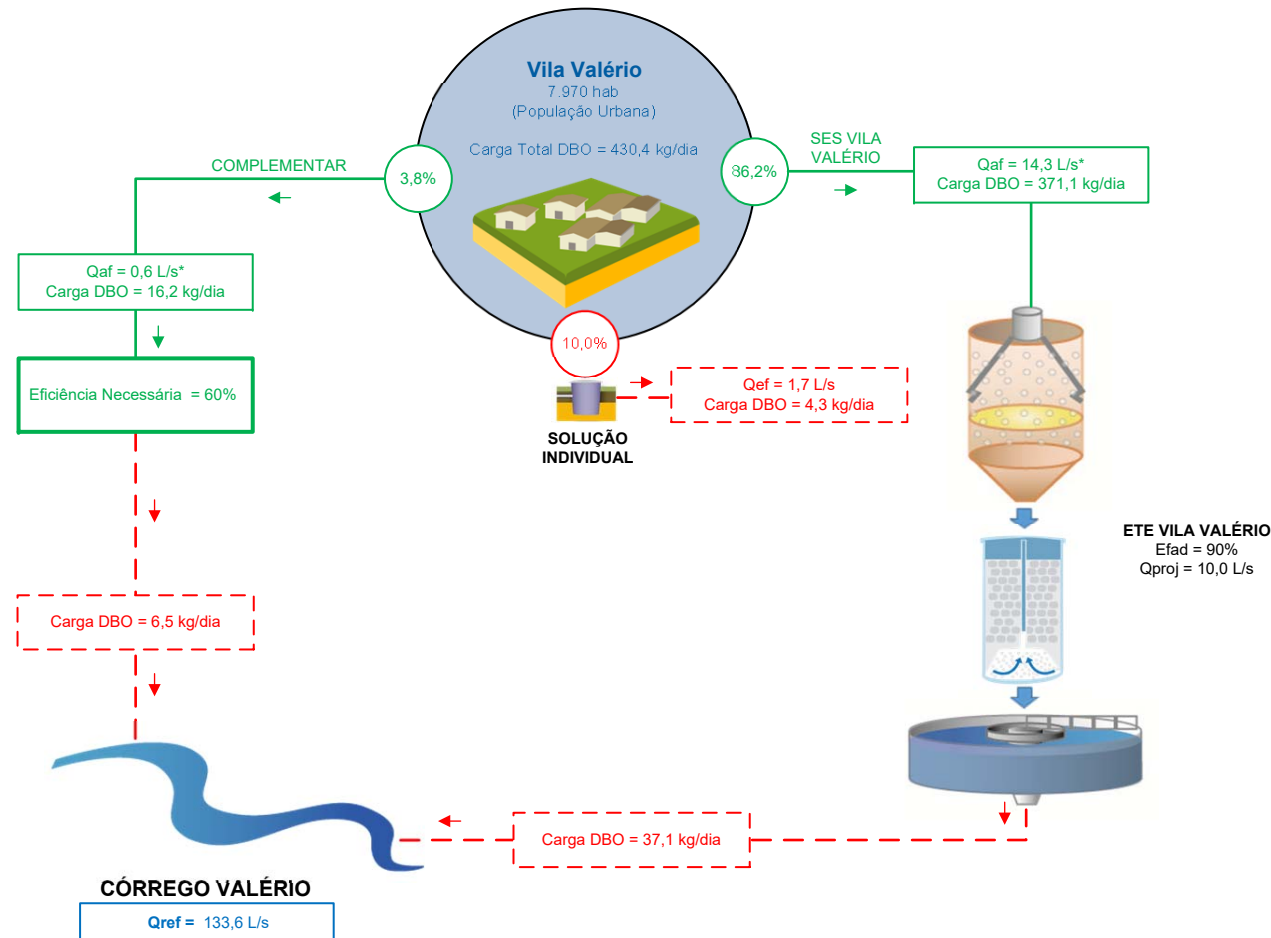 Vila Valério
7.970 hab
(População Urbana)
Carga Total DBO = 430,4 kg/dia
COMPLEMENTAR
3,8%
86,2%
SES VILA
VALÉRIO
Qaf = 14,3 L/s*
Carga DBO = 371,1 kg/dia
Qaf = 0,6 L/s*
Carga DBO = 16,2 kg/dia
Eficiência Necessária = 60%
10,0%
SOLUÇÃO
INDIVIDUAL
Qef = 1,7 L/s
Carga DBO = 4,3 kg/dia
ETE VILA VALÉRIO
Efad = 90%
Qproj = 10,0 L/s
Carga DBO = 6,5 kg/dia
Carga DBO = 37,1 kg/dia
CÓRREGO VALÉRIO
Qref = 133,6 L/s